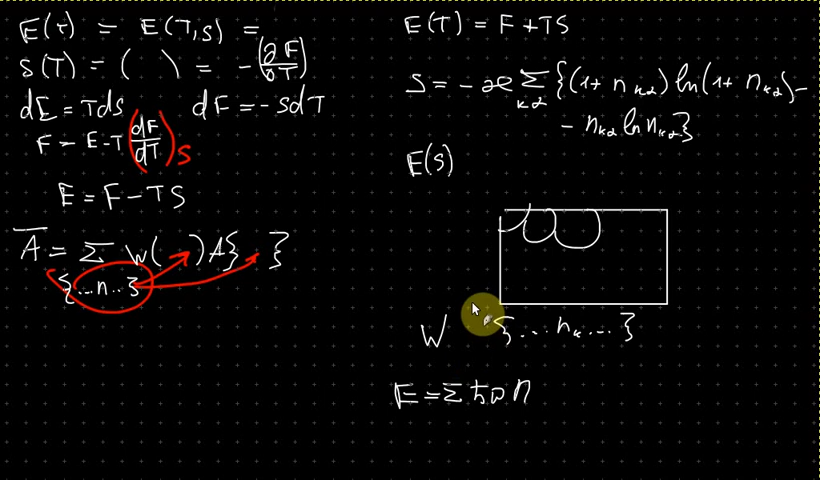 E(T) = E(T,S) =
S(T) = ( ) = -(∂F/∂T)
dE = Tds dF = -sdT
F = E-T(dF/dT)S
E = F - TS
A̅ = Σ W( )A{ }
{...n..}
E(T) = F + TS
S = -æ Σ {(1+n_kα)ln(1+n_kα)-
kα
- n_kα ln n_kα}
E(S)
W {...n_k...}
E = Σ ħω n